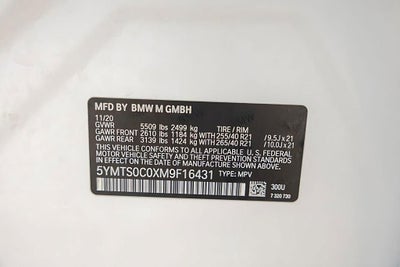 MFD BY BMW M GMBH
11/20
GVWR 5509 lbs 2499 kg TIRE / RIM
GAWR FRONT 2610 lbs 1184 kg WITH 255/40 R21 / 9.5J x 21
GAWR REAR 3139 lbs 1424 kg WITH 265/40 R21 / 10.0J x 21
THIS VEHICLE CONFORMS TO ALL APPLICABLE
U.S. FEDERAL MOTOR VEHICLE SAFETY STANDARDS
IN EFFECT ON THE DATE OF MANUFACTURE SHOWN ABOVE
5YMTS0C0XM9F16431 TYPE: MPV
300U
7 320 730